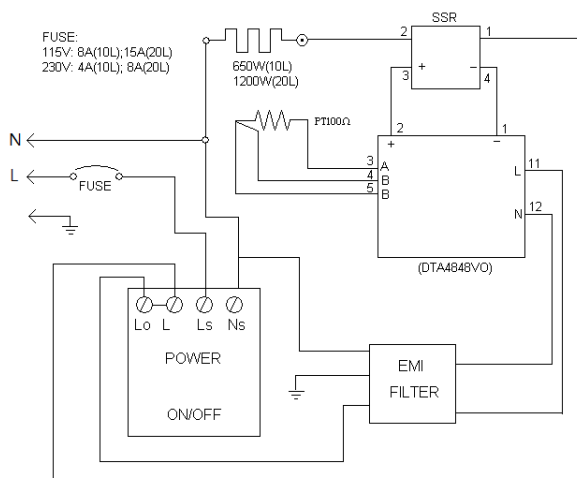 SSR
FUSE:
115V: 8A(10L);15A(20L)
230V: 4A(10L); 8A(20L)
2
1
650W(10L)
1200W(20L)
+
-
3
4
PT100Ω
2
1
+
-
N
L
FUSE
3
A
4
B
5
B
L
11
N
12
(DTA4848VO)
Lo
L
Ls
Ns
POWER
ON/OFF
EMI
FILTER